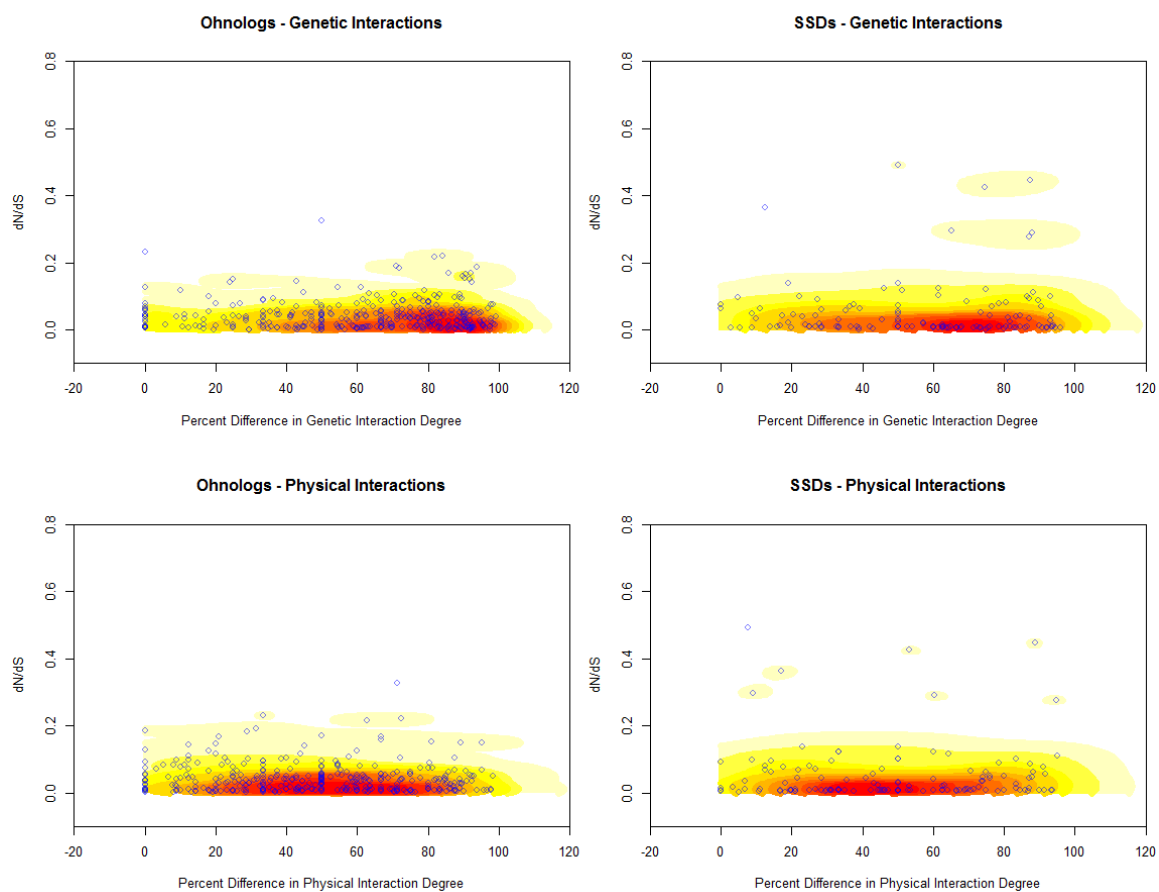 Ohnologs - Genetic Interactions
dN/dS
0.8
0.6
0.4
0.2
0.0
-20 0 20 40 60 80 100 120
Percent Difference in Genetic Interaction Degree
SSDs - Genetic Interactions
dN/dS
0.8
0.6
0.4
0.2
0.0
-20 0 20 40 60 80 100 120
Percent Difference in Genetic Interaction Degree
Ohnologs - Physical Interactions
dN/dS
0.8
0.6
0.4
0.2
0.0
-20 0 20 40 60 80 100 120
Percent Difference in Physical Interaction Degree
SSDs - Physical Interactions
dN/dS
0.8
0.6
0.4
0.2
0.0
-20 0 20 40 60 80 100 120
Percent Difference in Physical Interaction Degree